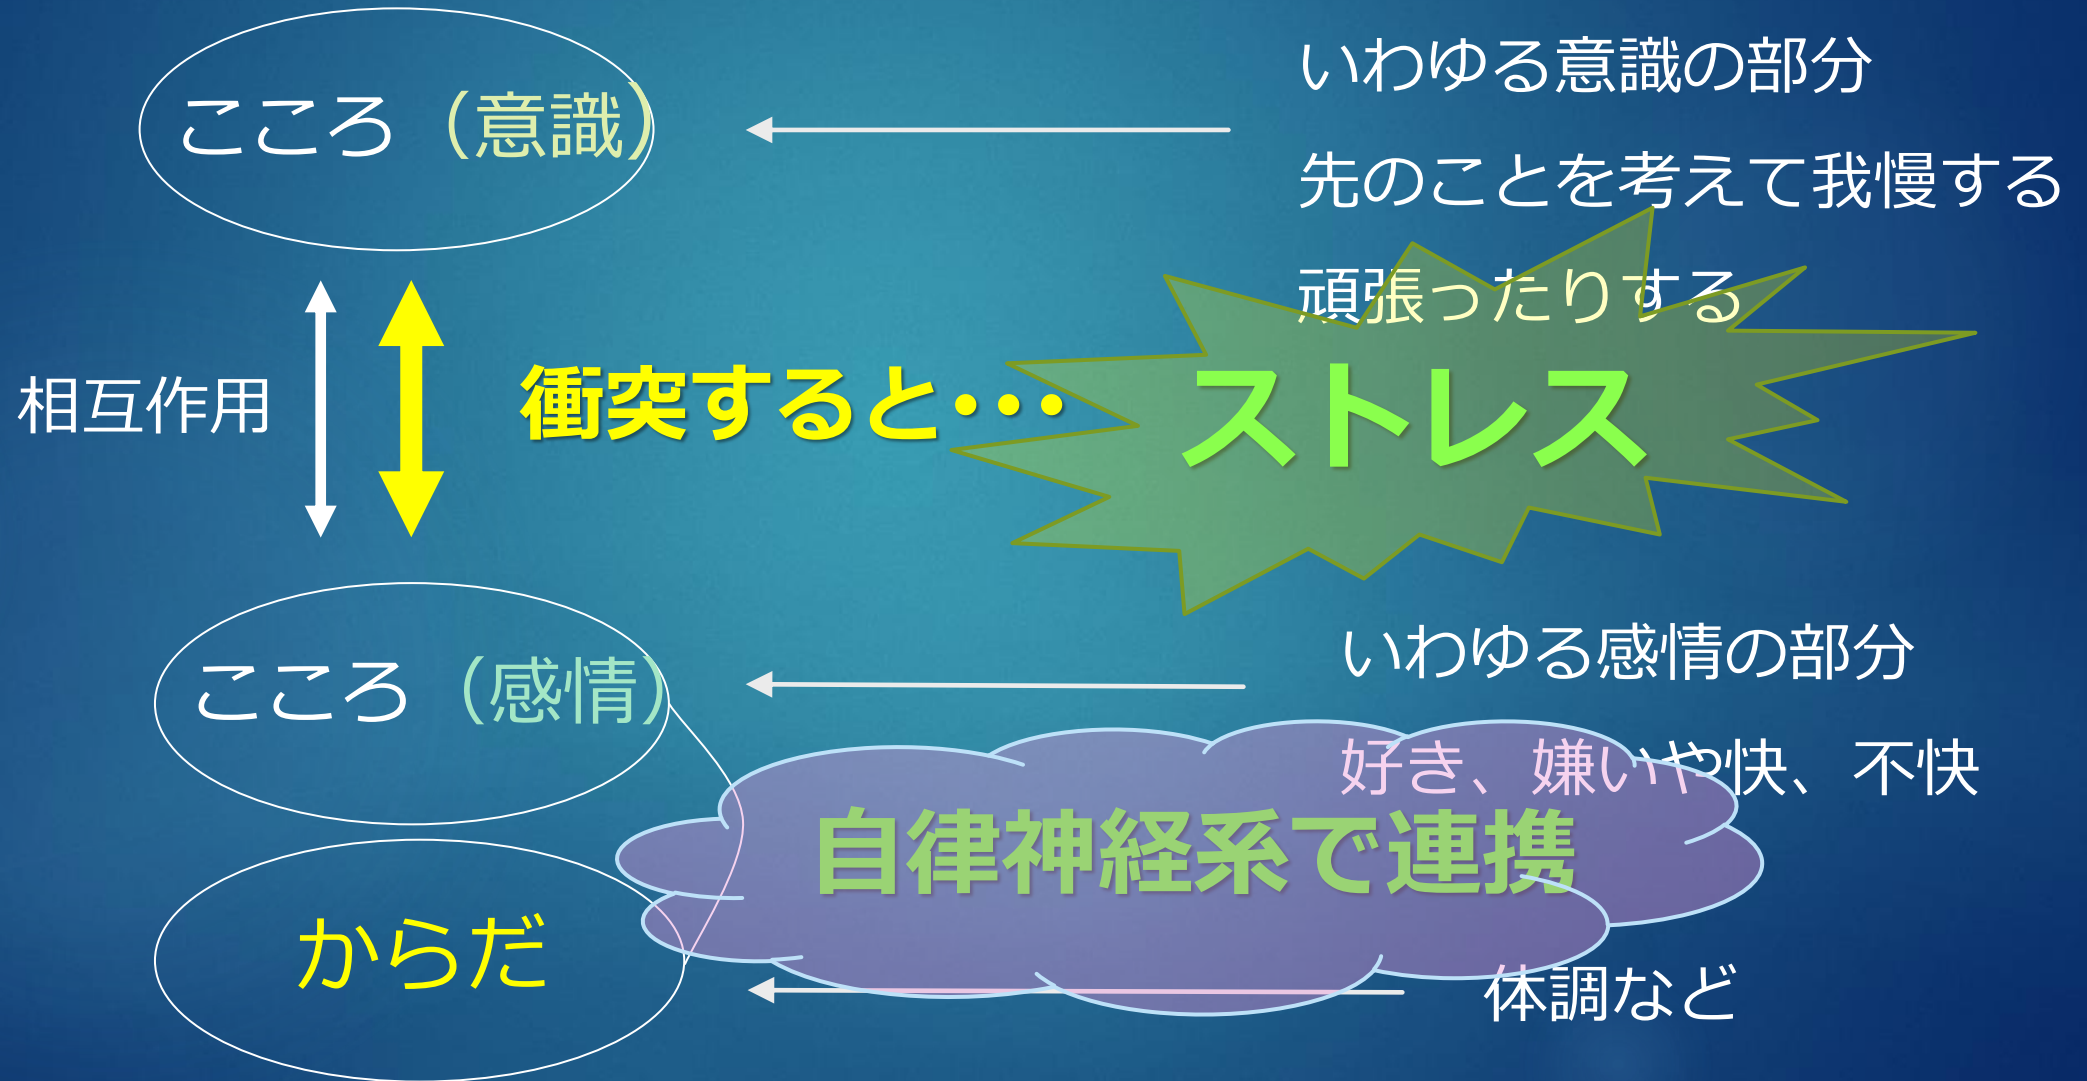 こころ（意識）
いわゆる意識の部分
先のことを考えて我慢する
頑張ったりする
相互作用
衝突すると・・・
ストレス
こころ（感情）
いわゆる感情の部分
好き、嫌いや快、不快
自律神経系で連携
からだ
体調など